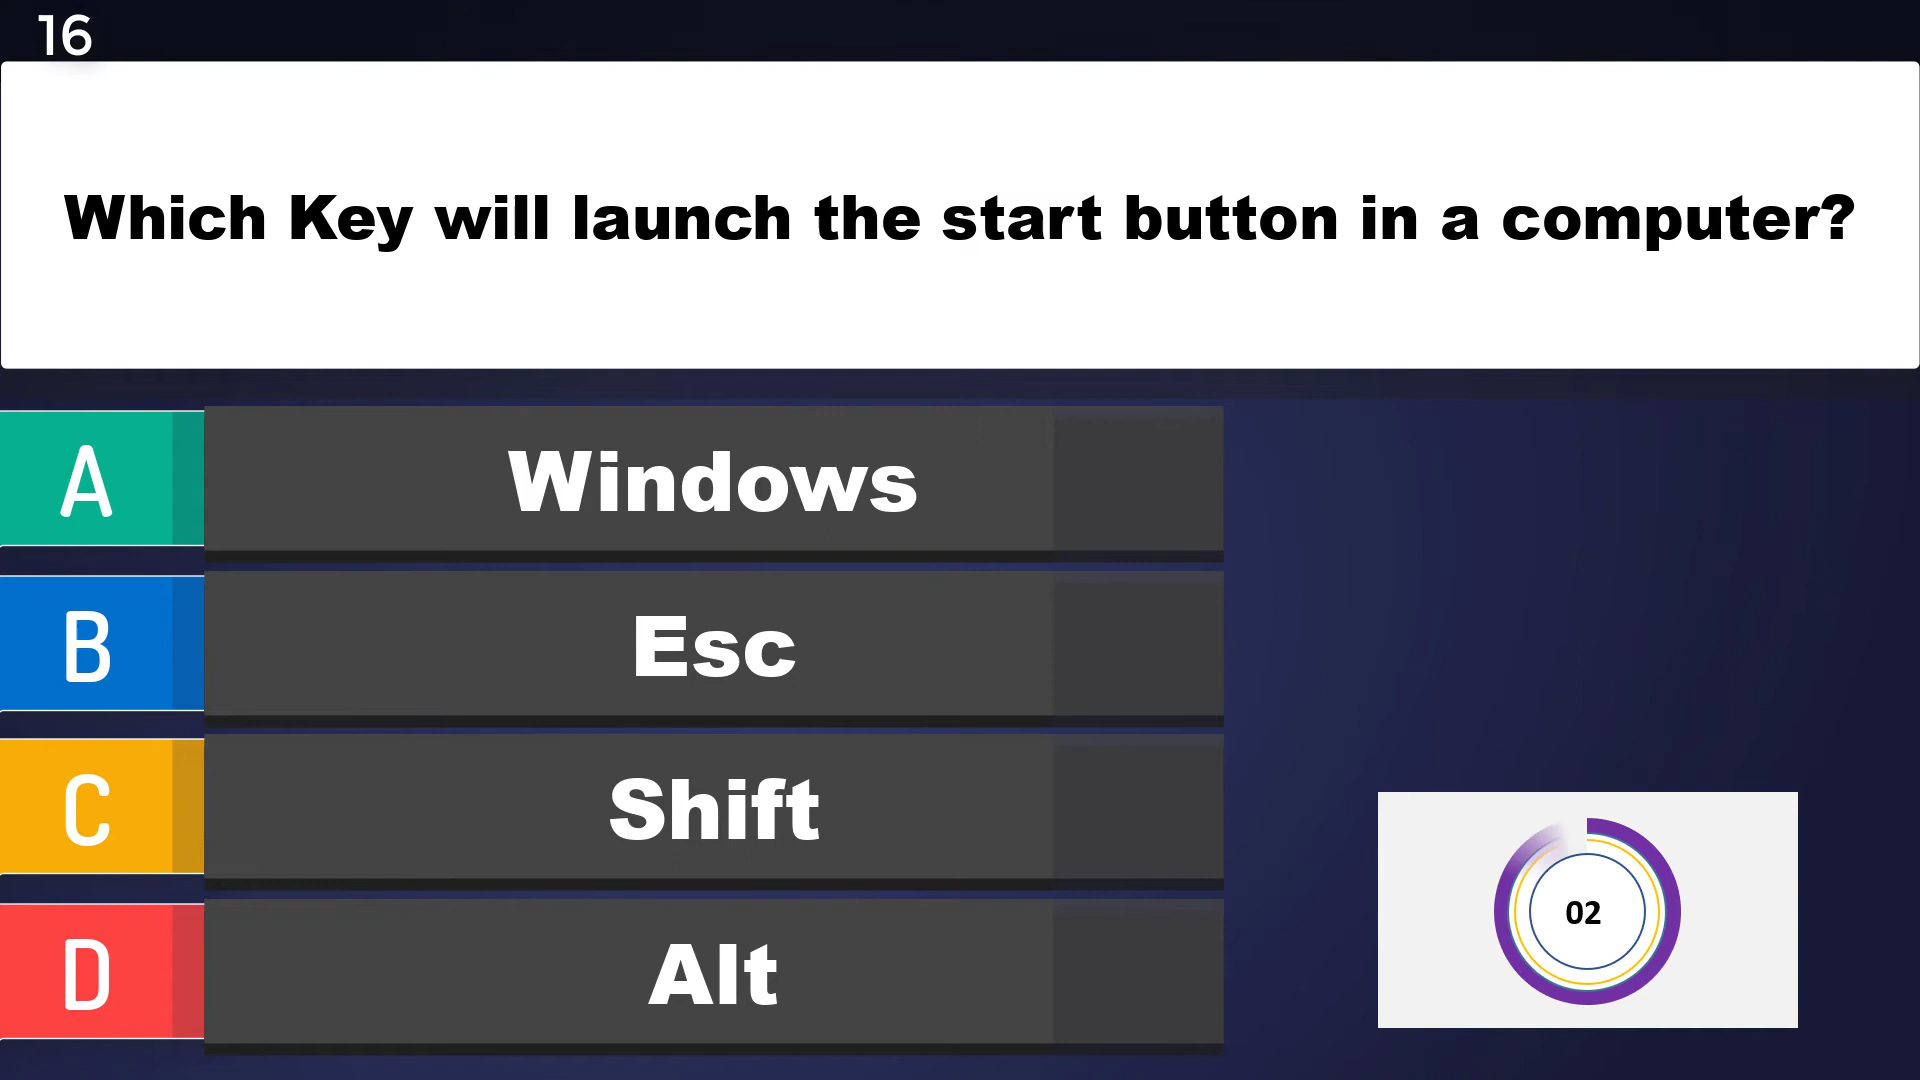 16
Which Key will launch the start button in a computer?
A
Windows
B
Esc
C
Shift
D
Alt
02